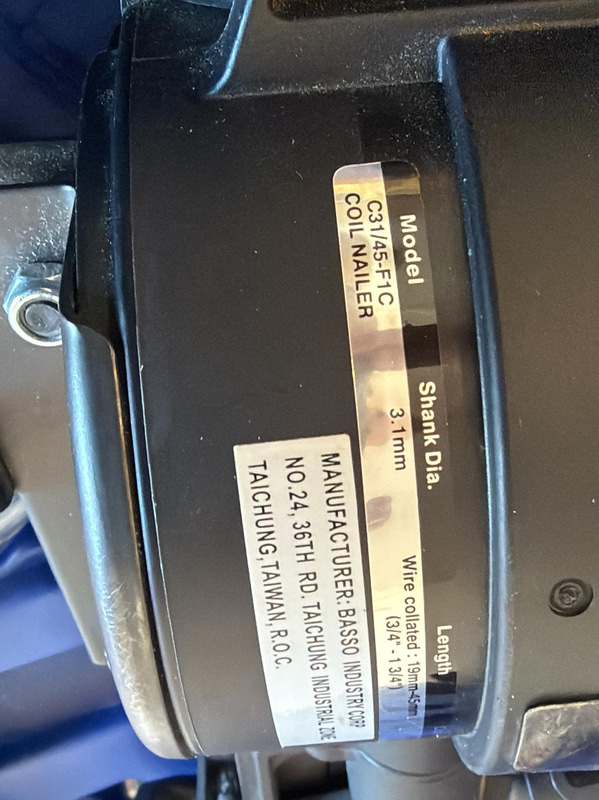 Model
C31/45-F1C
COIL NAILER
Shank Dia.
3.1mm
Length
Wire collated : 19mm-45mm
(3/4" - 1 3/4")
MANUFACTURER: BASSO INDUSTRY CORP
NO.24, 36TH RD. TAICHUNG INDUSTRIAL ZONE
TAICHUNG,TAIWAN, R.O.C.